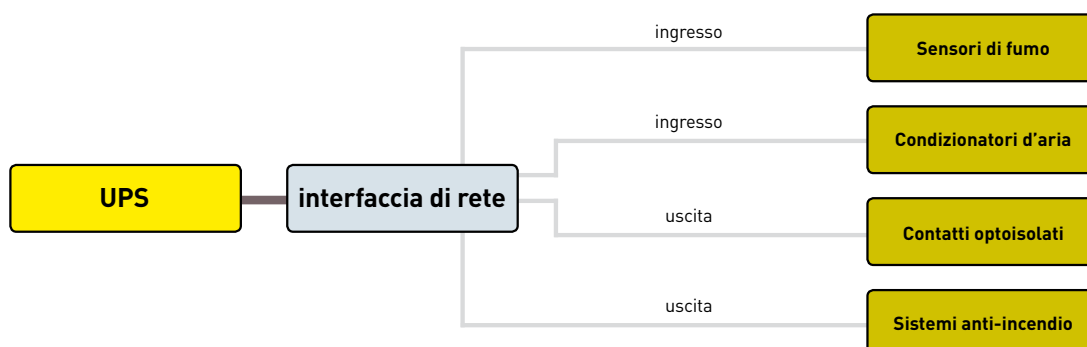 ingresso
Sensori di fumo
ingresso
Condizionatori d'aria
UPS
interfaccia di rete
uscita
Contatti optoisolati
uscita
Sistemi anti-incendio